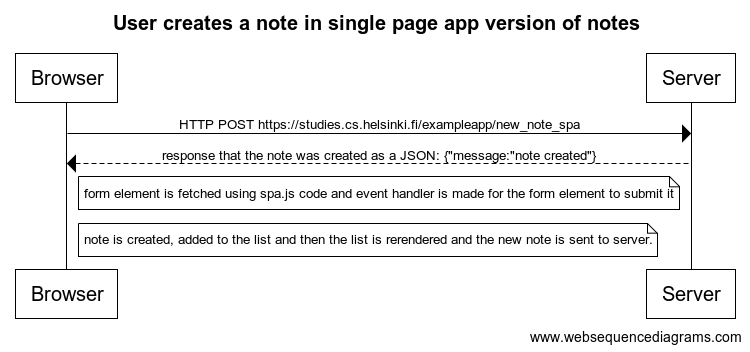 User creates a note in single page app version of notes
Browser
Server
HTTP POST https://studies.cs.helsinki.fi/exampleapp/new_note_spa
response that the note was created as a JSON: {"message:"note created"}
form element is fetched using spa.js code and event handler is made for the form element to submit it
note is created, added to the list and then the list is rerendered and the new note is sent to server.
Browser
Server
www.websequencediagrams.com